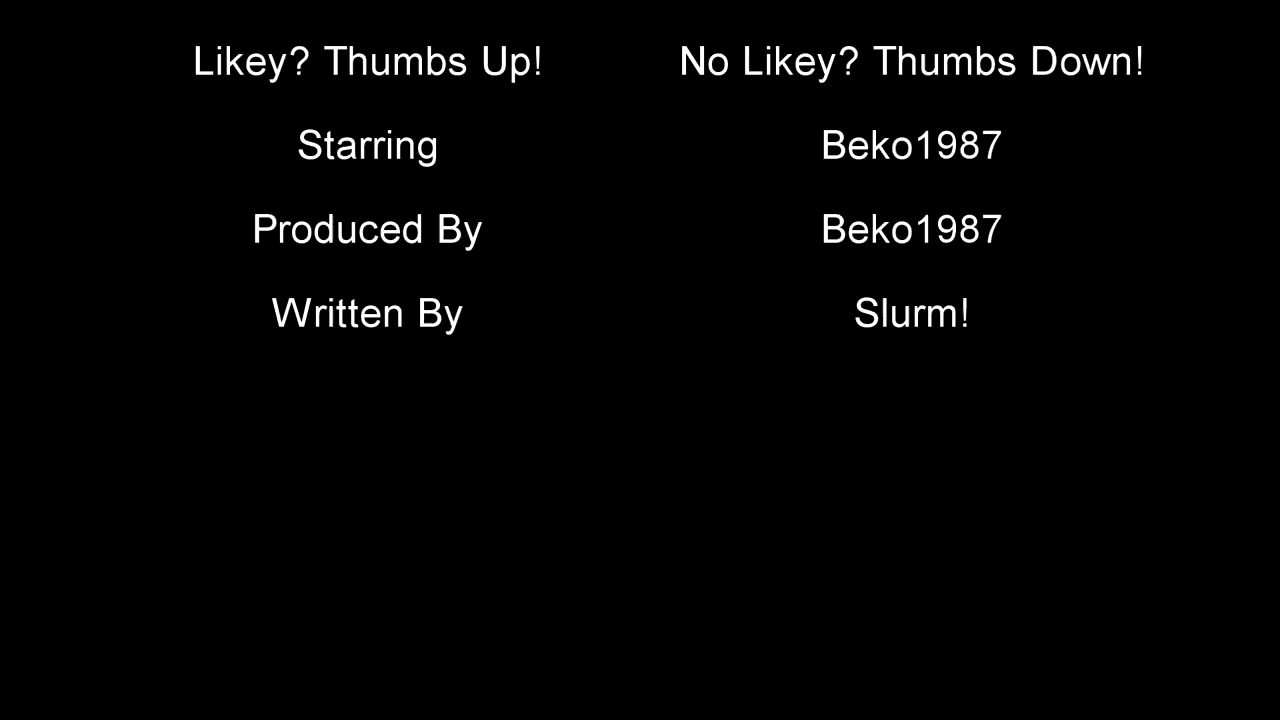 Likey? Thumbs Up! No Likey? Thumbs Down!
Starring Beko1987
Produced By Beko1987
Written By Slurm!